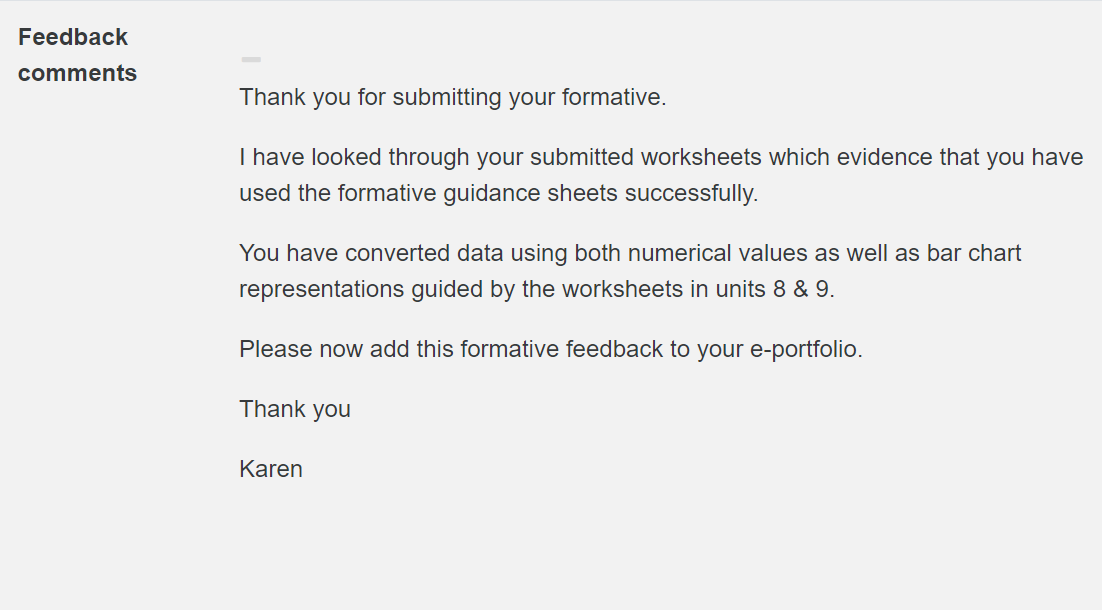 Feedback
comments
Thank you for submitting your formative.
I have looked through your submitted worksheets which evidence that you have
used the formative guidance sheets successfully.
You have converted data using both numerical values as well as bar chart
representations guided by the worksheets in units 8 & 9.
Please now add this formative feedback to your e-portfolio.
Thank you
Karen